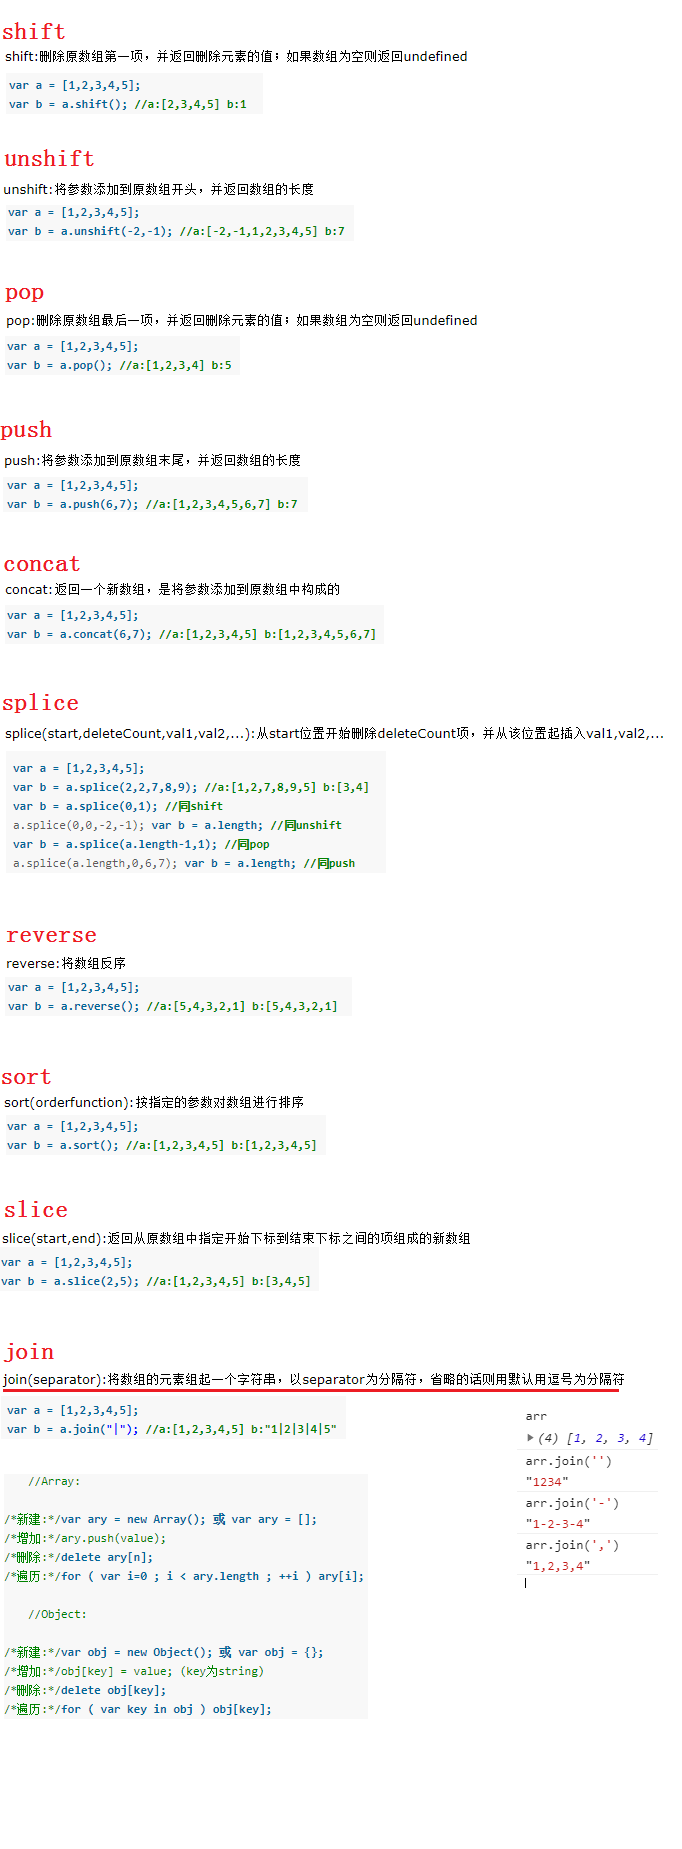 shift
shift:删除原数组第一项，并返回删除元素的值；如果数组为空则返回undefined
var a = [1,2,3,4,5];
var b = a.shift(); //a:[2,3,4,5] b:1
unshift
unshift:将参数添加到原数组开头，并返回数组的长度
var a = [1,2,3,4,5];
var b = a.unshift(-2,-1); //a:[-2,-1,1,2,3,4,5] b:7
pop
pop:删除原数组最后一项，并返回删除元素的值；如果数组为空则返回undefined
var a = [1,2,3,4,5];
var b = a.pop(); //a:[1,2,3,4] b:5
push
push:将参数添加到原数组末尾，并返回数组的长度
var a = [1,2,3,4,5];
var b = a.push(6,7); //a:[1,2,3,4,5,6,7] b:7
concat
concat:返回一个新数组，是将参数添加到原数组中构成的
var a = [1,2,3,4,5];
var b = a.concat(6,7); //a:[1,2,3,4,5] b:[1,2,3,4,5,6,7]
splice
splice(start,deleteCount,val1,val2,...):从start位置开始删除deleteCount项，并从该位置起插入val1,val2,...
var a = [1,2,3,4,5];
var b = a.splice(2,2,7,8,9); //a:[1,2,7,8,9,5] b:[3,4]
var b = a.splice(0,1); //同shift
a.splice(0,0,-2,-1); var b = a.length; //同unshift
var b = a.splice(a.length-1,1); //同pop
a.splice(a.length,0,6,7); var b = a.length; //同push
reverse
reverse:将数组反序
var a = [1,2,3,4,5];
var b = a.reverse(); //a:[5,4,3,2,1] b:[5,4,3,2,1]
sort
sort(orderfunction):按指定的参数对数组进行排序
var a = [1,2,3,4,5];
var b = a.sort(); //a:[1,2,3,4,5] b:[1,2,3,4,5]
slice
slice(start,end):返回从原数组中指定开始下标到结束下标之间的项组成的新数组
var a = [1,2,3,4,5];
var b = a.slice(2,5); //a:[1,2,3,4,5] b:[3,4,5]
join
join(separator):将数组的元素组起一个字符串，以separator为分隔符，省略的话则用默认用逗号为分隔符
var a = [1,2,3,4,5];
var b = a.join("|"); //a:[1,2,3,4,5] b:"1|2|3|4|5"
arr
(4) [1, 2, 3, 4]
arr.join('')
"1234"
arr.join('-')
"1-2-3-4"
arr.join(',')
"1,2,3,4"
//Array:
/*新建:*/var ary = new Array(); 或 var ary = [];
/*增加:*/ary.push(value);
/*删除:*/delete ary[n];
/*遍历:*/for ( var i=0 ; i < ary.length ; ++i ) ary[i];
//Object:
/*新建:*/var obj = new Object(); 或 var obj = {};
/*增加:*/obj[key] = value; (key为string)
/*删除:*/delete obj[key];
/*遍历:*/for ( var key in obj ) obj[key];